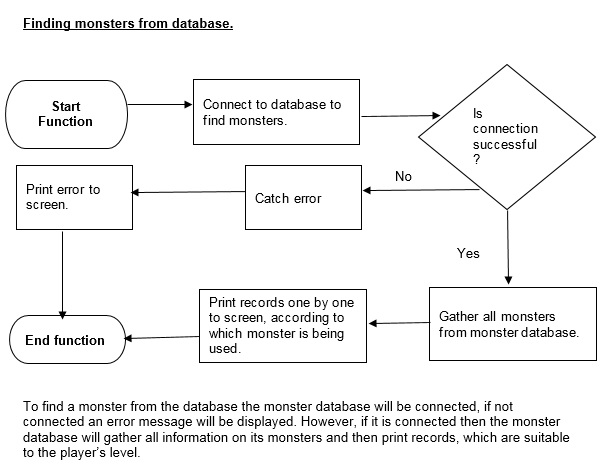 Finding monsters from database.
Start
Function
Connect to database to
find monsters.
Is
connection
successful
?
No
Catch error
Print error to
screen.
Yes
Gather all monsters
from monster database.
Print records one by one
to screen, according to
which monster is being
used.
End function
To find a monster from the database the monster database will be connected, if not
connected an error message will be displayed. However, if it is connected then the monster
database will gather all information on its monsters and then print records, which are suitable
to the player's level.